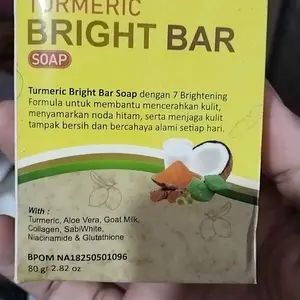 TURMERIC
BRIGHT BAR
SOAP
Turmeric Bright Bar Soap dengan 7 Brightening
Formula untuk membantu mencerahkan kulit,
menyamarkan noda hitam, serta menjaga kulit
tampak bersih dan bercahaya alami setiap hari.
With :
Turmeric, Aloe Vera, Goat Milk,
Collagen, SabiWhite,
Niacinamide & Glutathione
BPOM NA18250501096
80 gr 2.82 oz